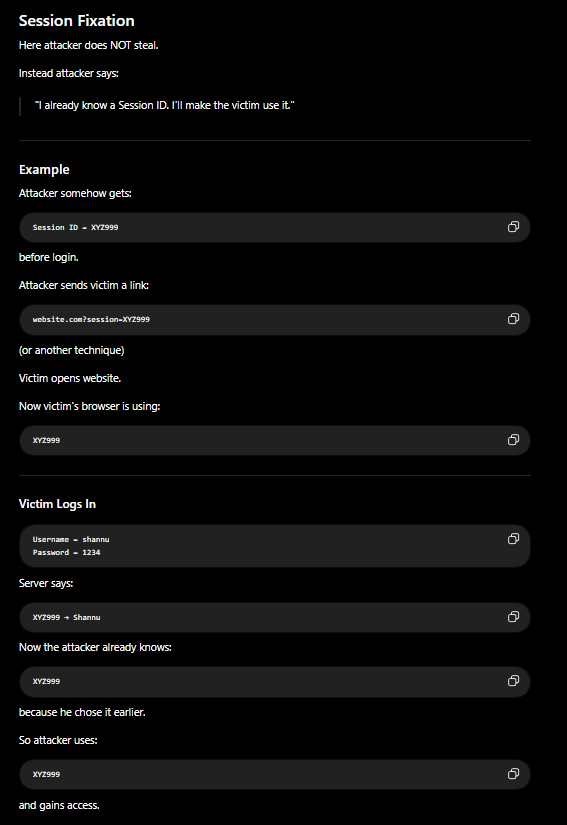 Session Fixation
Here attacker does NOT steal.
Instead attacker says:
"I already know a Session ID. I'll make the victim use it."
Example
Attacker somehow gets:
Session ID = XYZ999
before login.
Attacker sends victim a link:
website.com?session=XYZ999
(or another technique)
Victim opens website.
Now victim's browser is using:
XYZ999
Victim Logs In
Username = shannu
Password = 1234
Server says:
XYZ999 → Shannu
Now the attacker already knows:
XYZ999
because he chose it earlier.
So attacker uses:
XYZ999
and gains access.